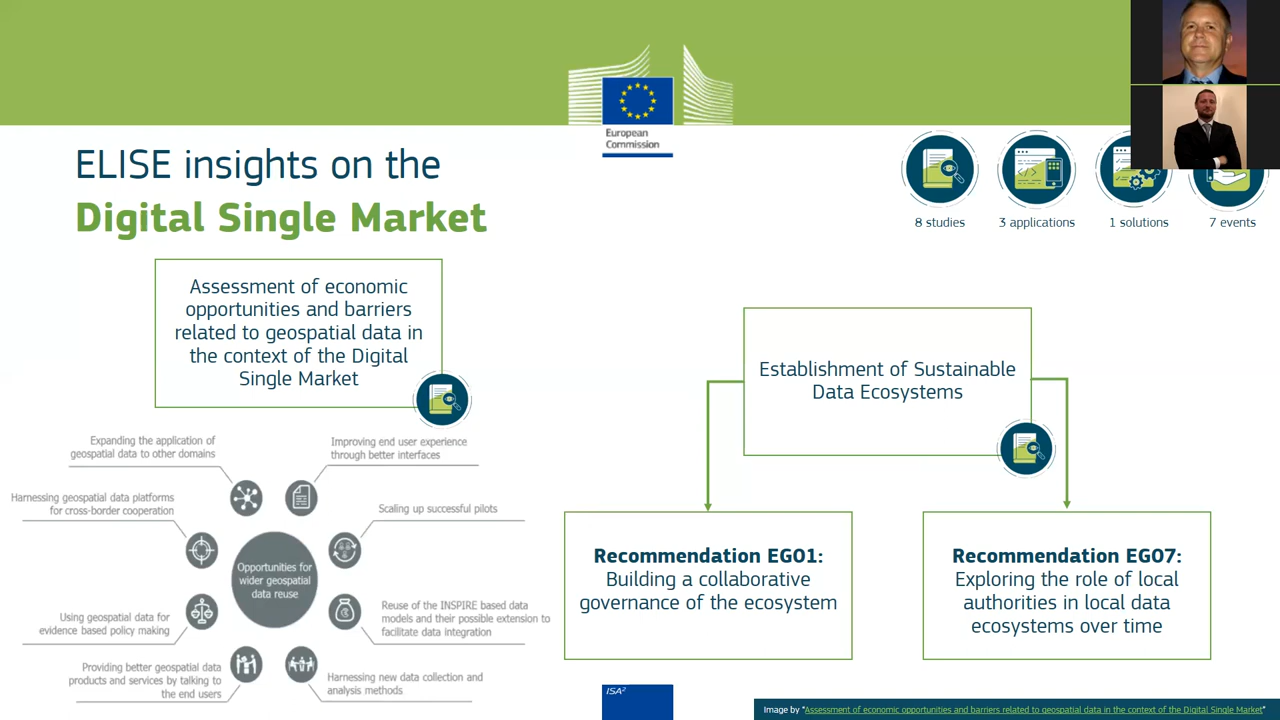 European
Commission
ELISE insights on the
Digital Single Market
8 studies
3 applications
1 solutions
7 events
Assessment of economic
opportunities and barriers
related to geospatial data in
the context of the Digital
Single Market
Expanding the application of
geospatial data to other domains
Improving end user experience
through better interfaces
Harnessing geospatial data platforms
for cross-border cooperation
Scaling up successful pilots
Opportunities for
wider geospatial
data reuse
Using geospatial data for
evidence based policy making
Reuse of the INSPIRE based data
models and their possible extension to
facilitate data integration
Providing better geospatial data
products and services by talking to
the end users
Harnessing new data collection and
analysis methods
Establishment of Sustainable
Data Ecosystems
Recommendation EG01:
Building a collaborative
governance of the ecosystem
Recommendation EG07:
Exploring the role of local
authorities in local data
ecosystems over time
ISA²
Image by “Assessment of economic opportunities and barriers related to geospatial data in the context of the Digital Single Market”